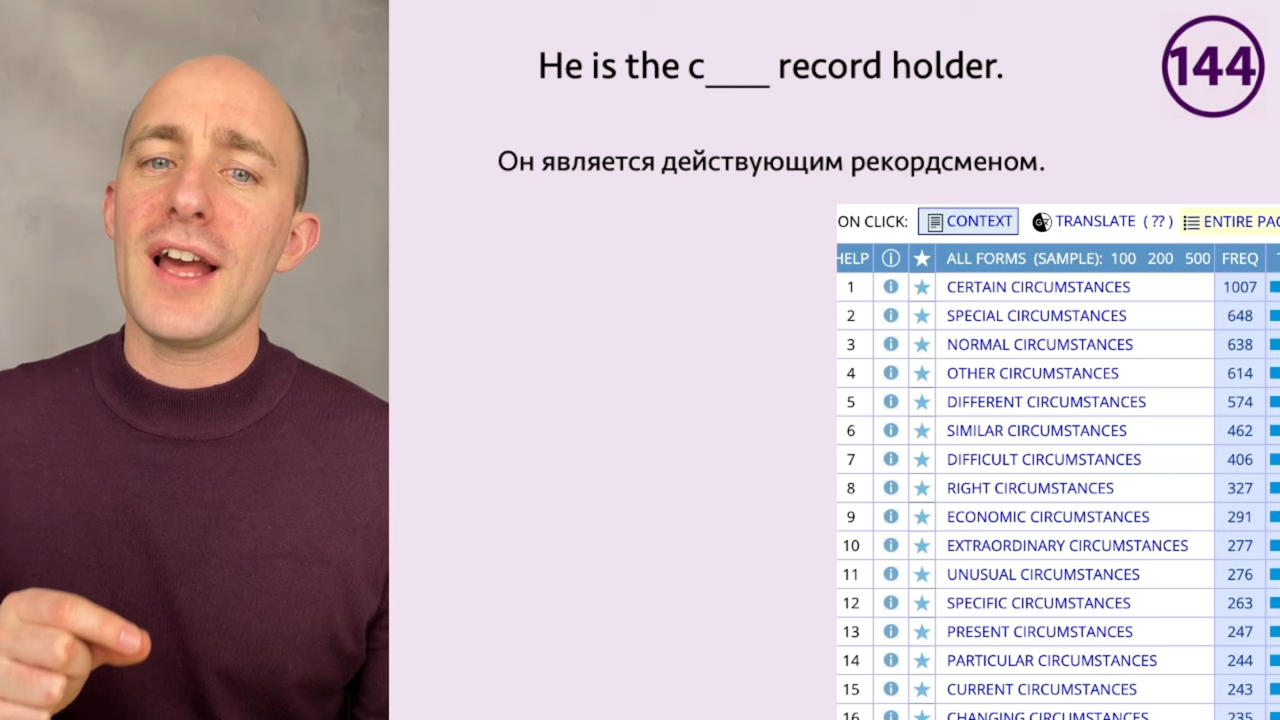 He is the c____ record holder.
144
Он является действующим рекордсменом.
ON CLICK: CONTEXT TRANSLATE (??) ENTIRE PAG
HELP ALL FORMS (SAMPLE): 100 200 500 FREQ
1 CERTAIN CIRCUMSTANCES 1007
2 SPECIAL CIRCUMSTANCES 648
3 NORMAL CIRCUMSTANCES 638
4 OTHER CIRCUMSTANCES 614
5 DIFFERENT CIRCUMSTANCES 574
6 SIMILAR CIRCUMSTANCES 462
7 DIFFICULT CIRCUMSTANCES 406
8 RIGHT CIRCUMSTANCES 327
9 ECONOMIC CIRCUMSTANCES 291
10 EXTRAORDINARY CIRCUMSTANCES 277
11 UNUSUAL CIRCUMSTANCES 276
12 SPECIFIC CIRCUMSTANCES 263
13 PRESENT CIRCUMSTANCES 247
14 PARTICULAR CIRCUMSTANCES 244
15 CURRENT CIRCUMSTANCES 243
16 CHANGING CIRCUMSTANCES 235